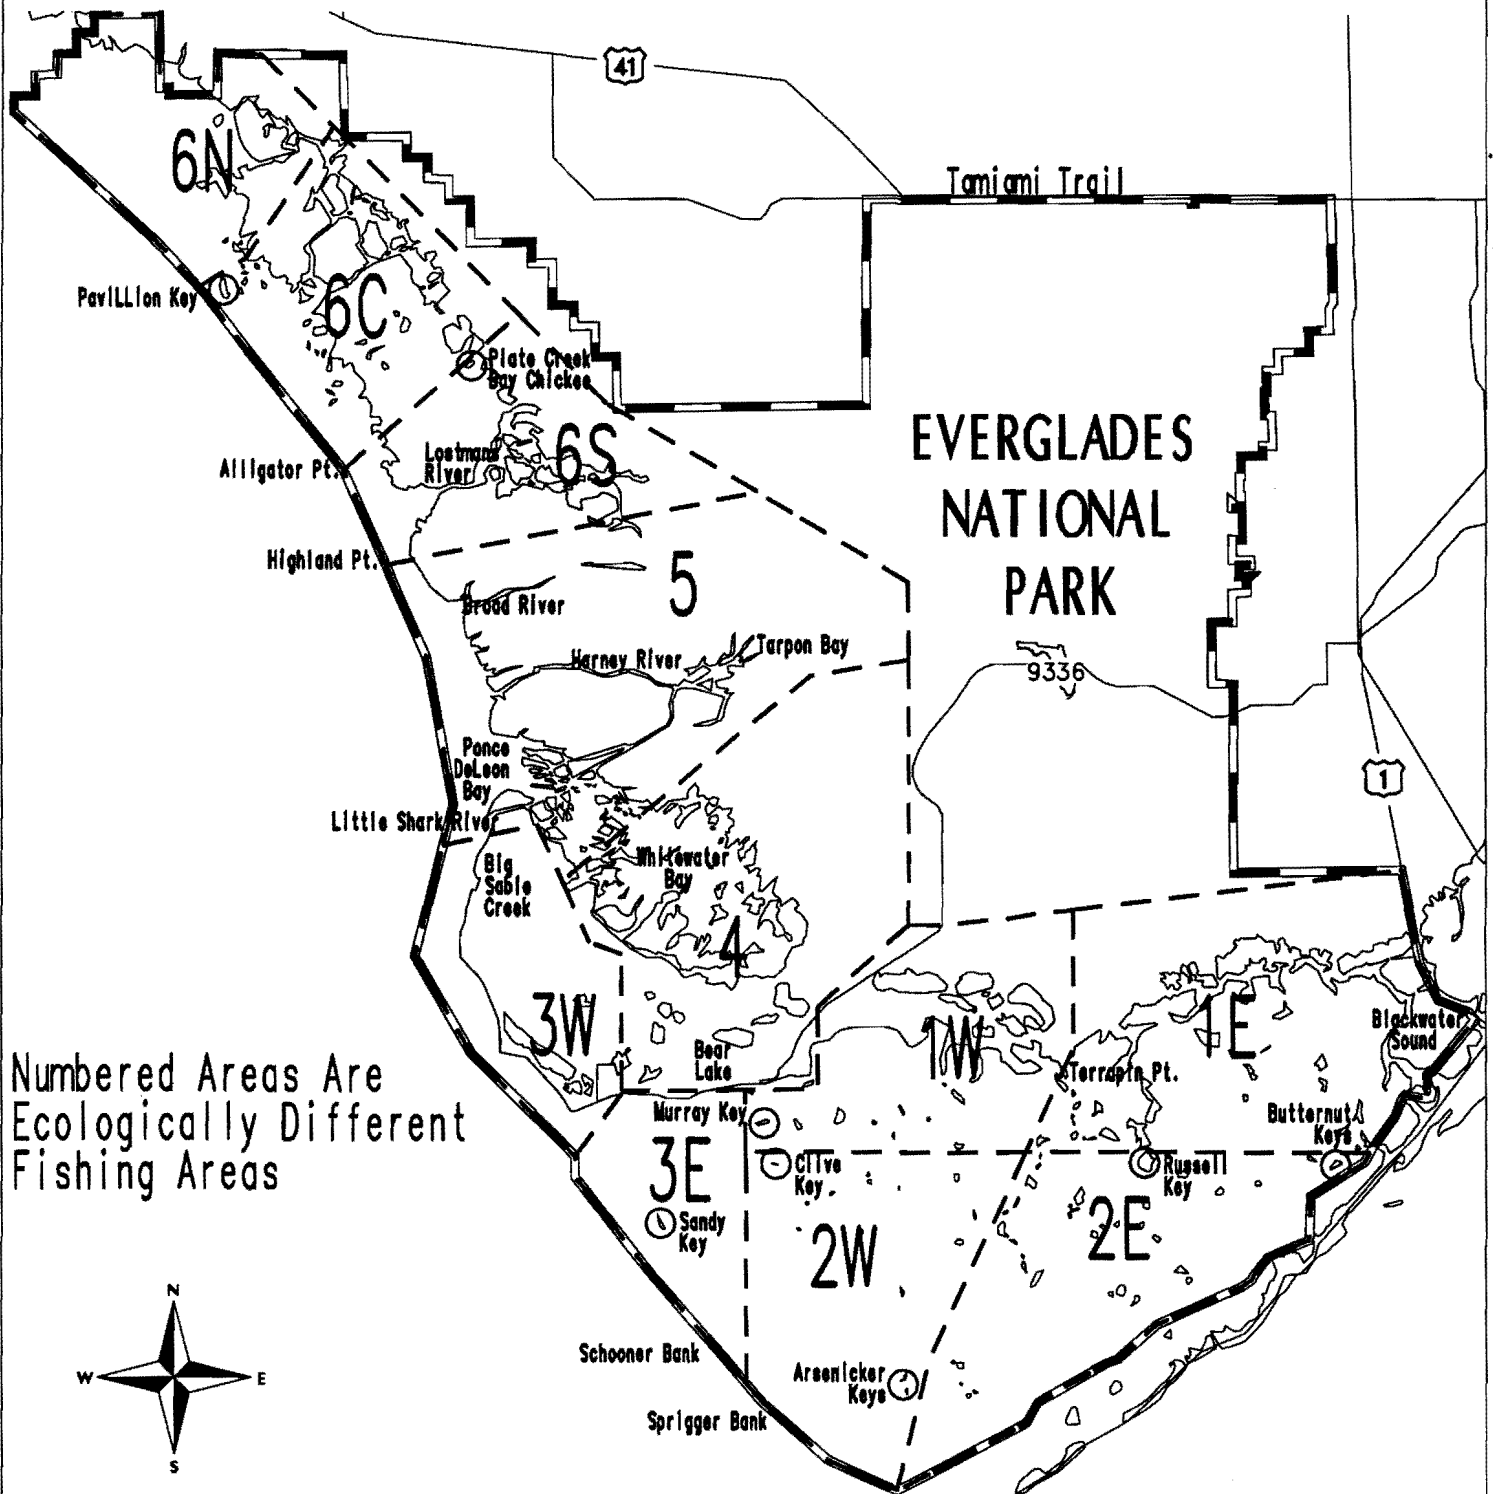 41
6N
Tamiami Trail
Pavillion Key
6C
Plate Creek
Bay Chickee
EVERGLADES
NATIONAL
PARK
6S
Lostmans
River
Alligator Pt.
Highland Pt.
5
Broad River
Harney River
Tarpon Bay
9336
Ponce
DeLeon
Bay
1
Little Shark River
Whitewater
Bay
Big
Sable
Creek
4
3W
1W
1E
Blackwater
Sound
Bear
Lake
Terrapin Pt.
Numbered Areas Are
Ecologically Different
Fishing Areas
Murray Key
Butternut
Keys
3E
Clive
Key
Russell
Key
Sandy
Key
2W
2E
N
W
E
S
Schooner Bank
Arsenicker
Keys
Sprigger Bank